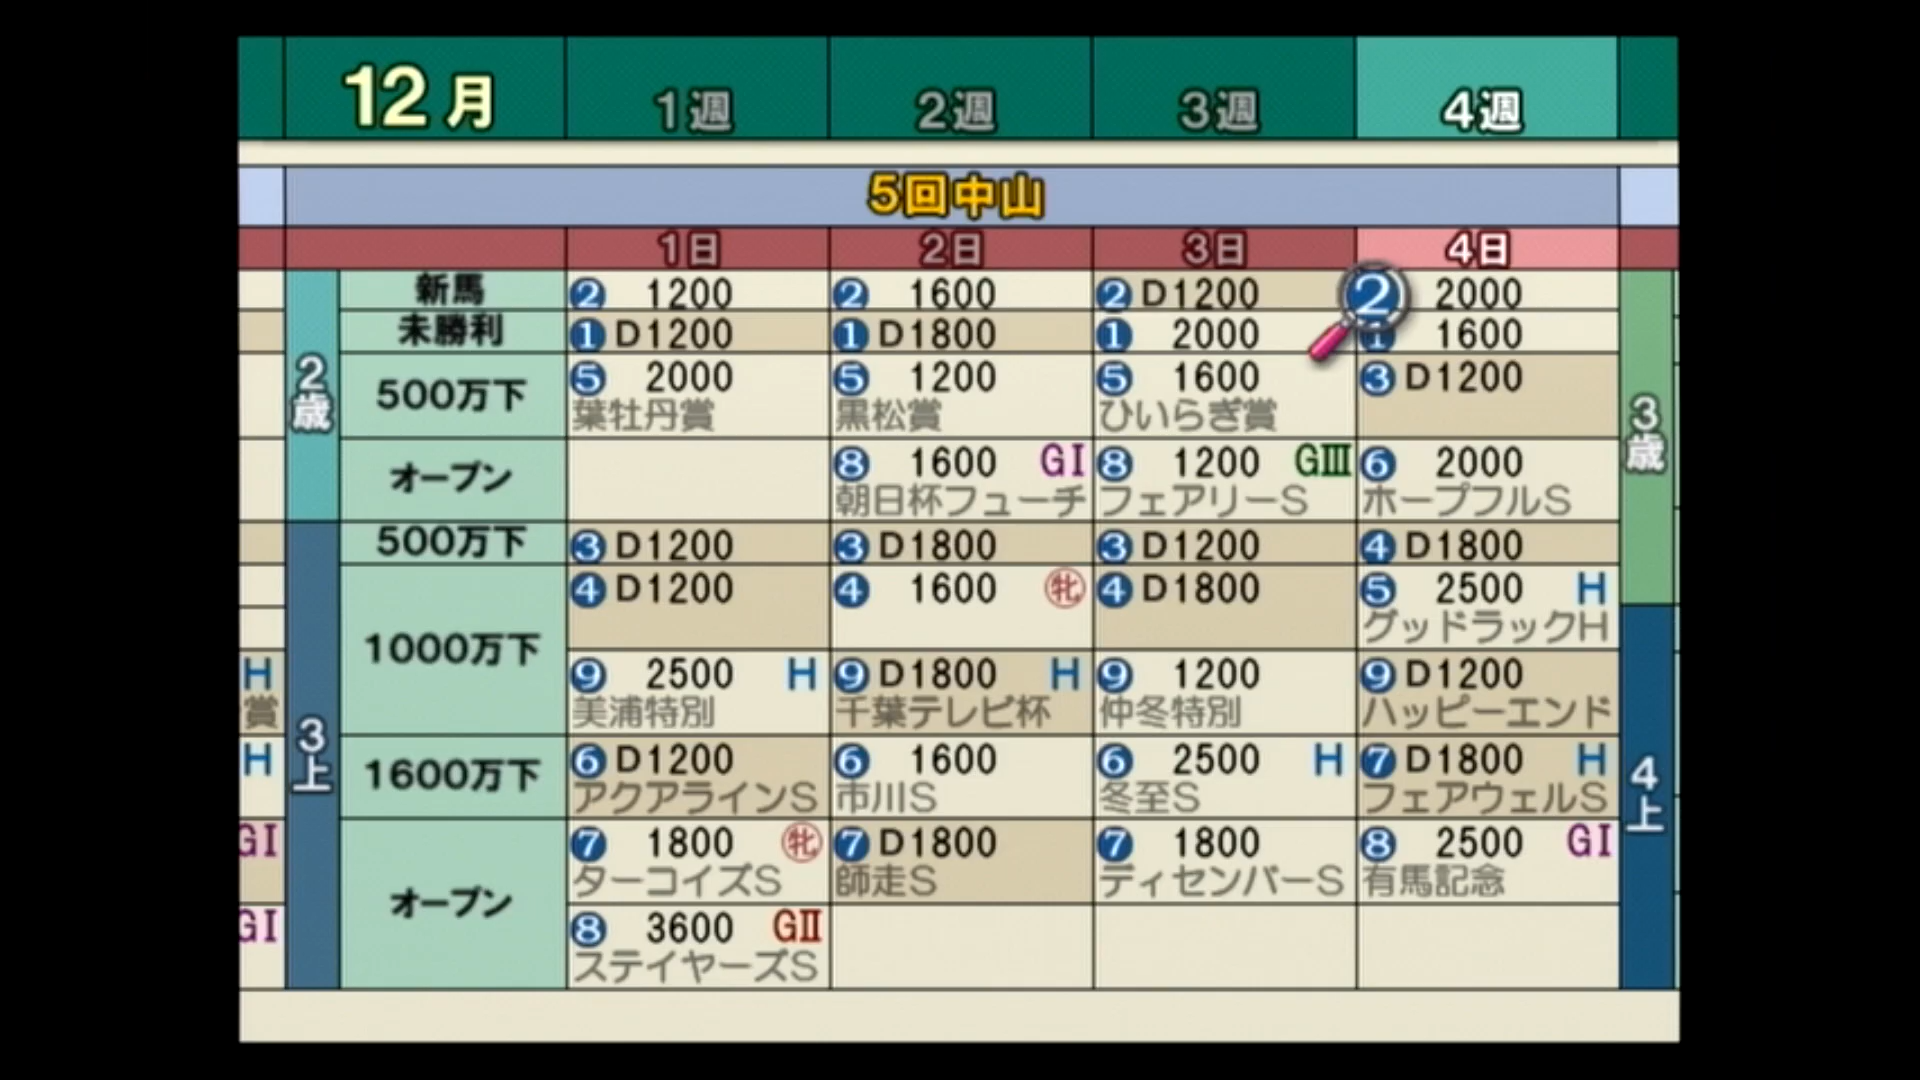 12月 1週 2週 3週 4週
5回中山
1日 2日 3日 4日
新馬 2 1200 2 1600 2 D1200 2 2000
未勝利 1 D1200 1 D1800 1 2000 1 1600
2歳 500万下 5 2000 5 1200 5 1600 3 D1200
葉牡丹賞 黒松賞 ひいらぎ賞
オープン 8 1600 GI 8 1200 GIII 6 2000
朝日杯フューチ フェアリーS ホープフルS
3歳
500万下 3 D1200 3 D1800 3 D1200 4 D1800
1000万下 4 D1200 4 1600 牝 4 D1800 5 2500 H
グッドラックH
H 9 2500 H 9 D1800 H 9 1200 9 D1200
賞 美浦特別 千葉テレビ杯 仲冬特別 ハッピーエンド
3上
H 1600万下 6 D1200 6 1600 6 2500 H 7 D1800 H
アクアラインS 市川S 冬至S フェアウェルS
4上
GI オープン 7 1800 牝 7 D1800 7 1800 8 2500 GI
ターコイズS 師走S ディセンバーS 有馬記念
GI 8 3600 GII
ステイヤーズS